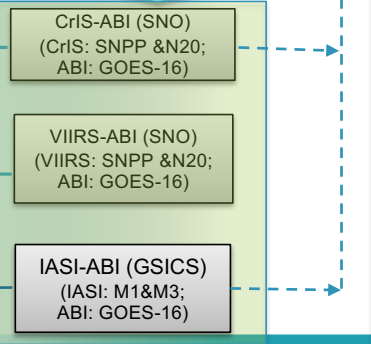 CrIS-ABI (SNO)
(CrIS: SNPP &N20;
ABI: GOES-16)
VIIRS-ABI (SNO)
(VIIRS: SNPP &N20;
ABI: GOES-16)
IASI-ABI (GSICS)
(IASI: M1&M3;
ABI: GOES-16)